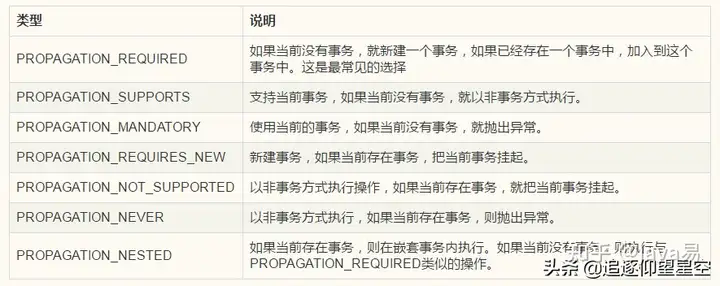 类型 说明
PROPAGATION_REQUIRED 如果当前没有事务，就新建一个事务，如果已经存在一个事务中，加入到这个
事务中。这是最常见的选择
PROPAGATION_SUPPORTS 支持当前事务，如果当前没有事务，就以非事务方式执行。
PROPAGATION_MANDATORY 使用当前的事务，如果当前没有事务，就抛出异常。
PROPAGATION_REQUIRES_NEW 新建事务，如果当前存在事务，把当前事务挂起。
PROPAGATION_NOT_SUPPORTED 以非事务方式执行操作，如果当前存在事务，就把当前事务挂起。
PROPAGATION_NEVER 以非事务方式执行，如果当前存在事务，则抛出异常。
PROPAGATION_NESTED 如果当前存在事务，则在嵌套事务内执行。如果当前没有事务，则执行与
PROPAGATION_REQUIRED类似的操作。
知乎 @java易
头条 @追逐仰望星空